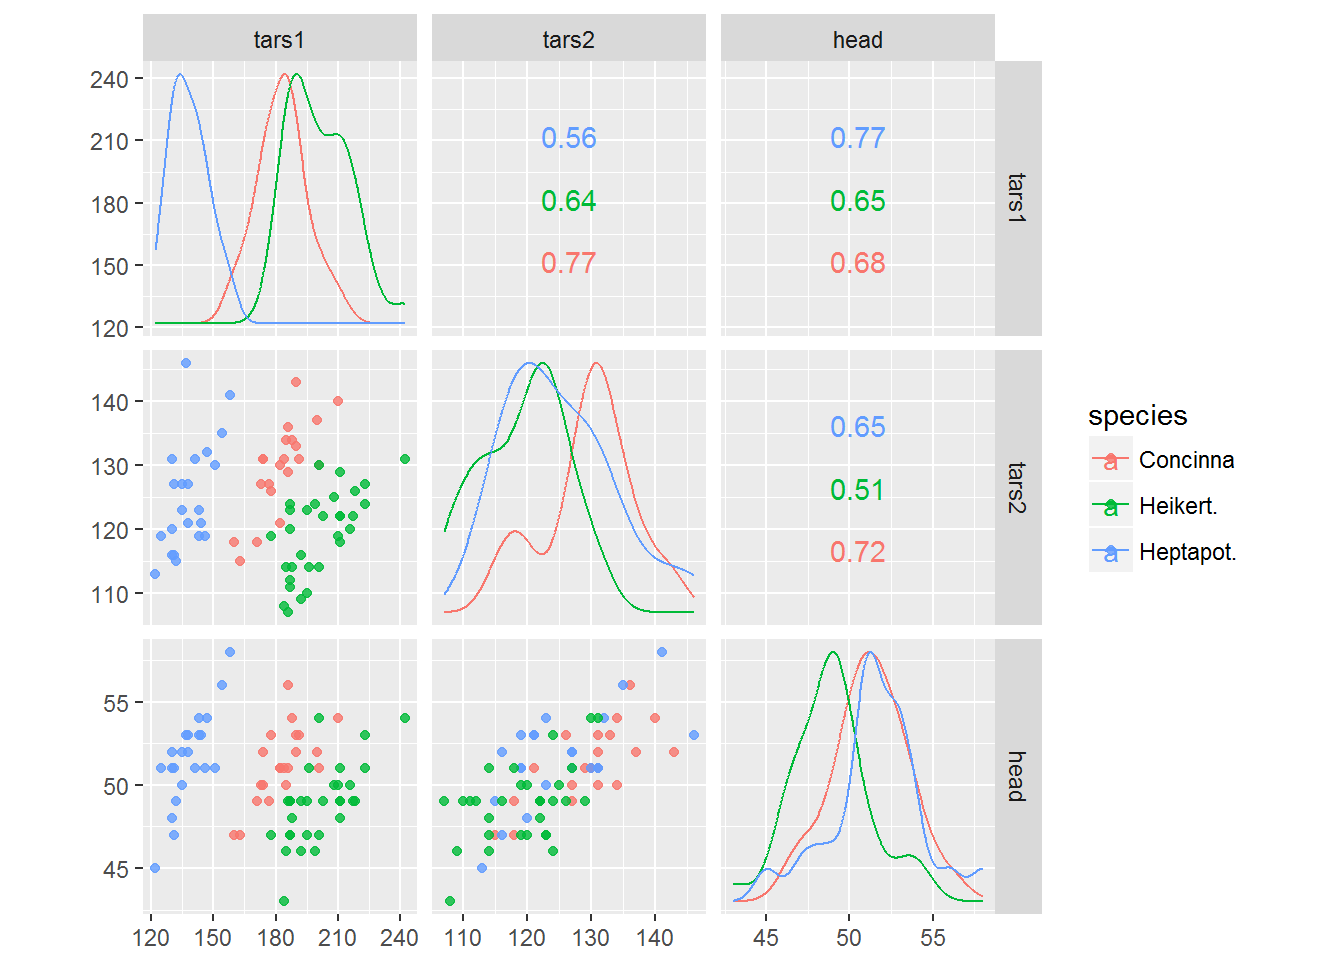 tars1 tars2 head
240
210
180
150
120
0.56 0.77
0.64 0.65
0.77 0.68
tars1
140
130
120
110
0.65
0.51
0.72
tars2
55
50
45
head
120 150 180 210 240 110 120 130 140 45 50 55
species
a Concinna
a Heikert.
a Heptapot.